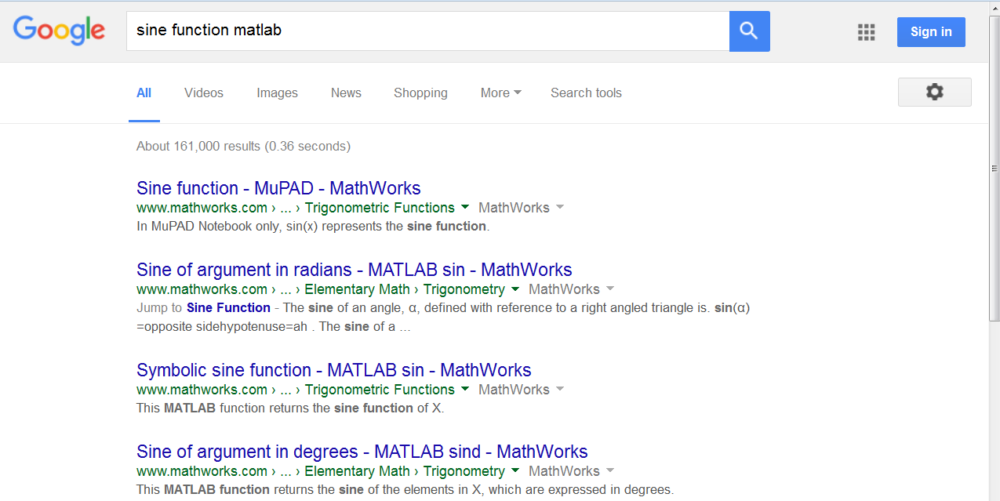 Google
sine function matlab
Sign in
All Videos Images News Shopping More Search tools
About 161,000 results (0.36 seconds)
Sine function - MuPAD - MathWorks
www.mathworks.com › ... › Trigonometric Functions MathWorks
In MuPAD Notebook only, sin(x) represents the sine function.
Sine of argument in radians - MATLAB sin - MathWorks
www.mathworks.com › ... › Elementary Math › Trigonometry MathWorks
Jump to Sine Function - The sine of an angle, α, defined with reference to a right angled triangle is. sin(α)
=opposite sidehypotenuse=ah . The sine of a ...
Symbolic sine function - MATLAB sin - MathWorks
www.mathworks.com › ... › Trigonometric Functions MathWorks
This MATLAB function returns the sine function of X.
Sine of argument in degrees - MATLAB sind - MathWorks
www.mathworks.com › ... › Elementary Math › Trigonometry MathWorks
This MATLAB function returns the sine of the elements in X, which are expressed in degrees.